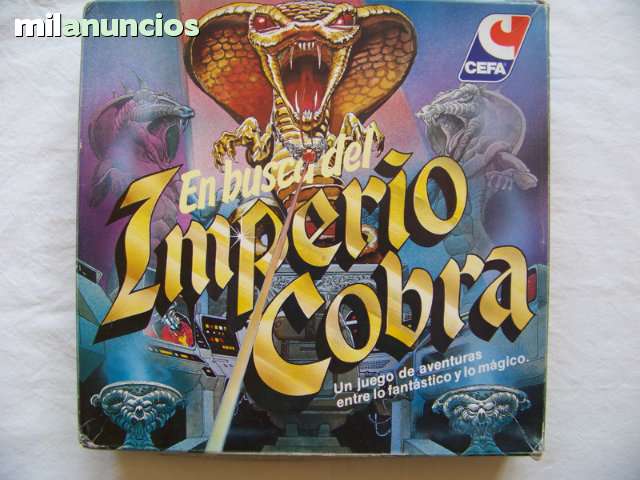 milanuncios
CEFA
En busca del
Imperio
Cobra
Un juego de aventuras
entre lo fantástico y lo mágico.